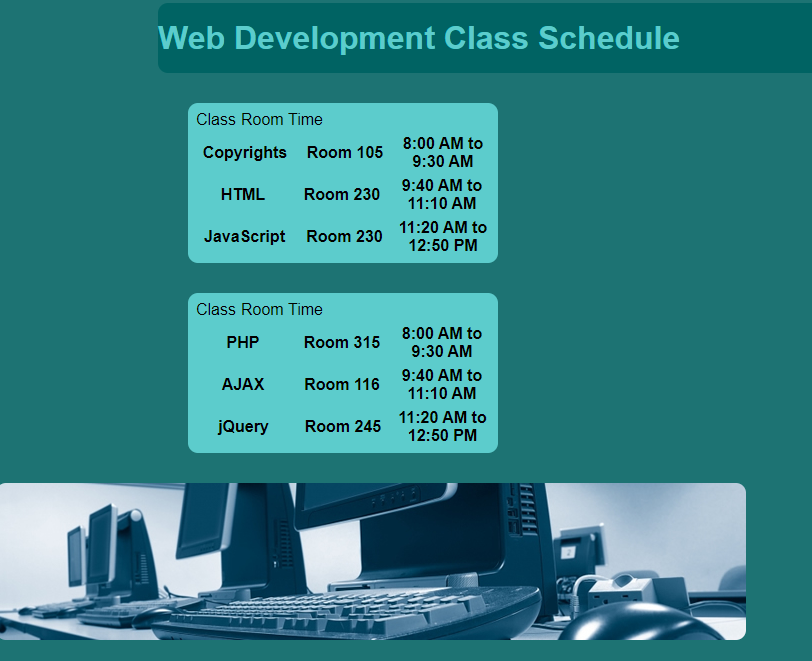 Web Development Class Schedule
Class Room Time
Copyrights Room 105 8:00 AM to
9:30 AM
HTML Room 230 9:40 AM to
11:10 AM
JavaScript Room 230 11:20 AM to
12:50 PM
Class Room Time
PHP Room 315 8:00 AM to
9:30 AM
AJAX Room 116 9:40 AM to
11:10 AM
jQuery Room 245 11:20 AM to
12:50 PM